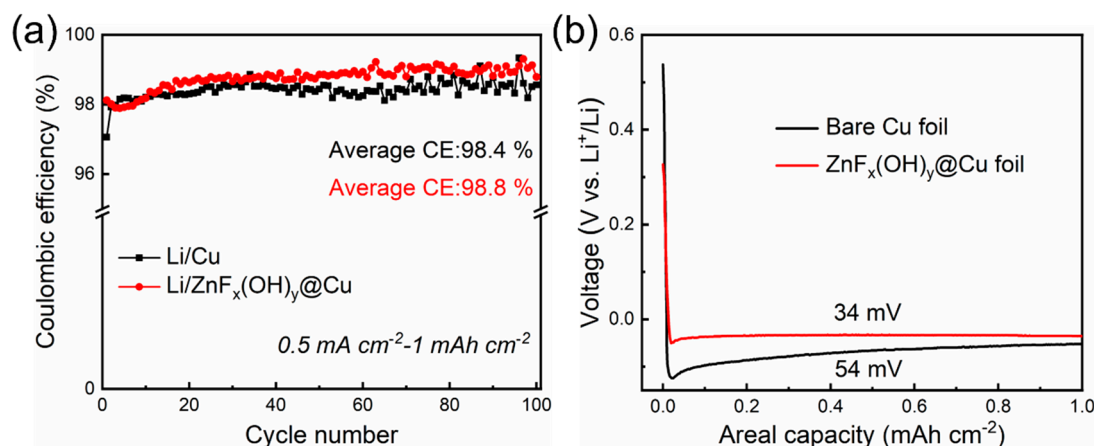 (a)
Coulombic efficiency (%)
100
98
96
0
Average CE:98.4 %
Average CE:98.8 %
Li/Cu
Li/ZnFₓ(OH)ᵧ@Cu
0.5 mA cm⁻²-1 mAh cm⁻²
0 20 40 60 80 100
Cycle number
(b)
Voltage (V vs. Li⁺/Li)
0.6
0.4
0.2
0.0
Bare Cu foil
ZnFₓ(OH)ᵧ@Cu foil
34 mV
54 mV
0.0 0.2 0.4 0.6 0.8 1.0
Areal capacity (mAh cm⁻²)